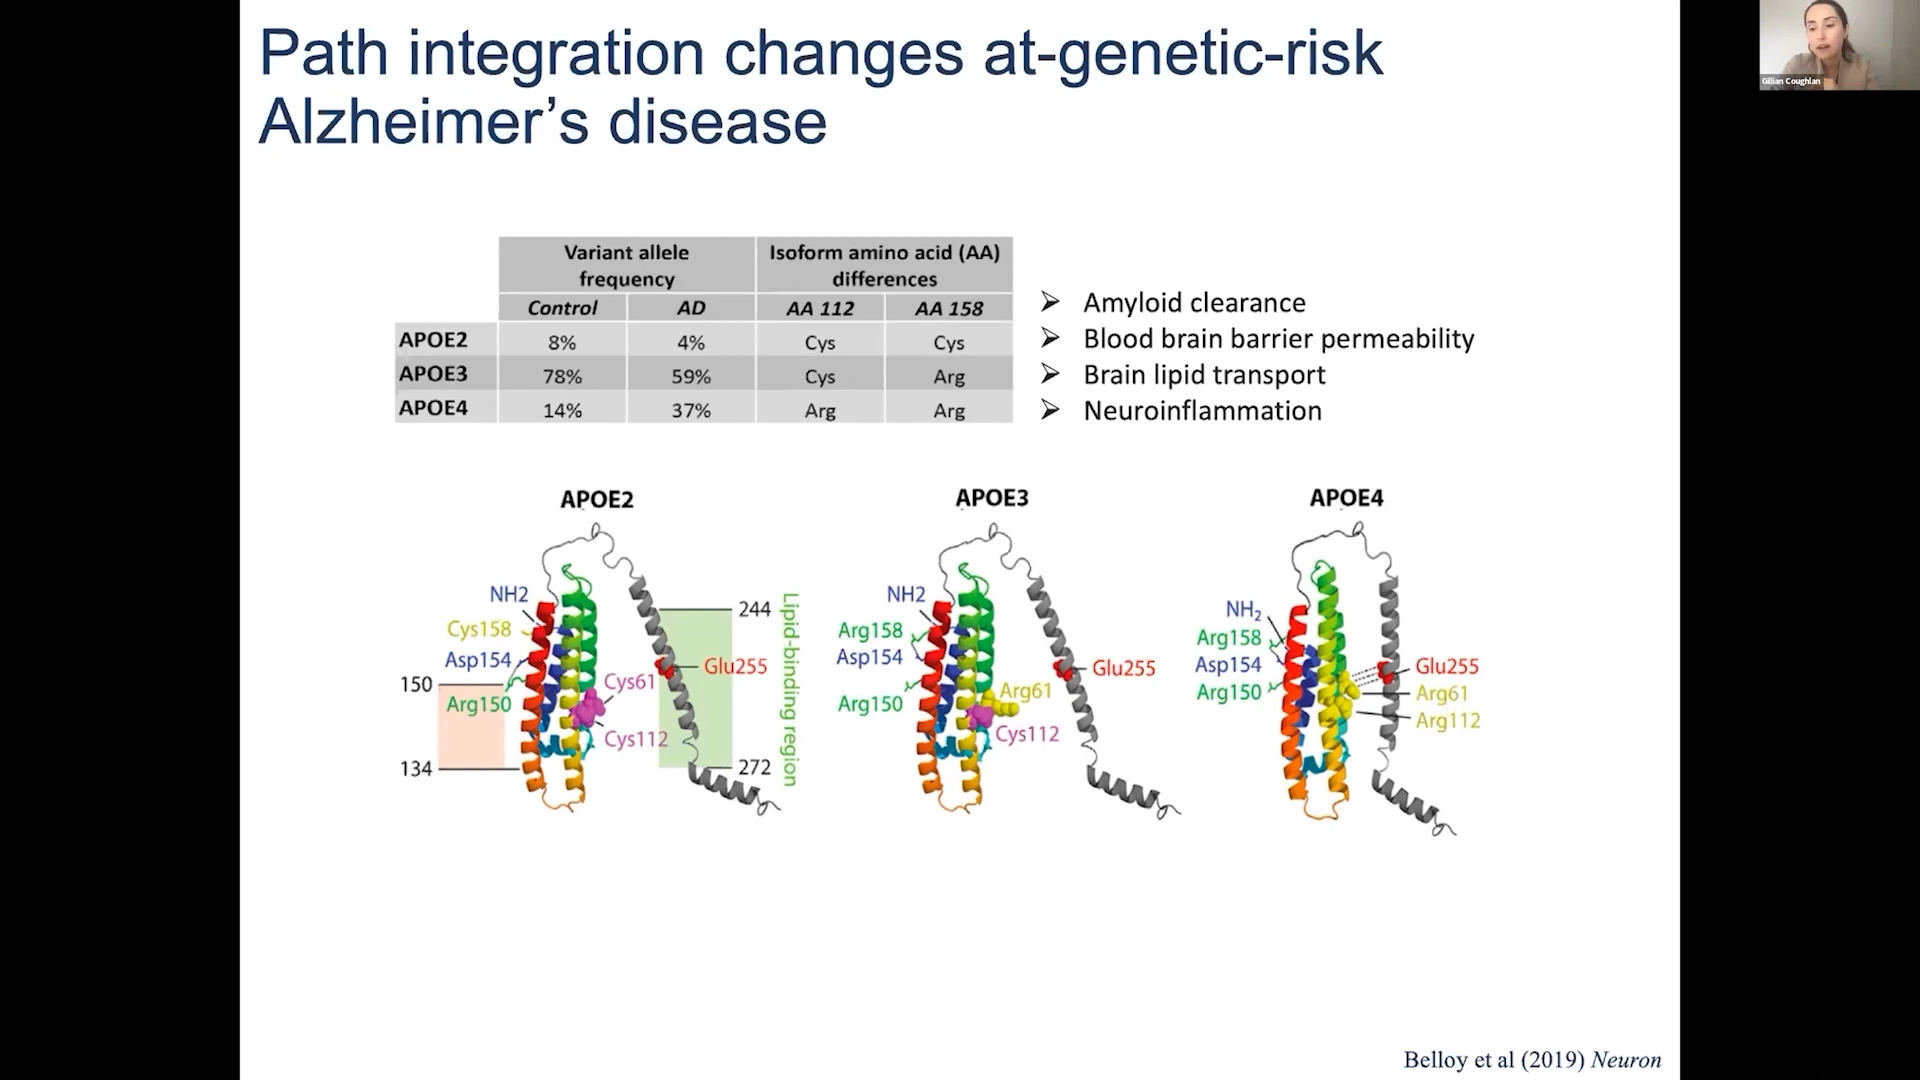 Path integration changes at-genetic-risk
Alzheimer's disease
Gillian Coughlan
Variant allele
frequency
Isoform amino acid (AA)
differences
Control AD AA 112 AA 158
APOE2 8% 4% Cys Cys
APOE3 78% 59% Cys Arg
APOE4 14% 37% Arg Arg
➢ Amyloid clearance
➢ Blood brain barrier permeability
➢ Brain lipid transport
➢ Neuroinflammation
APOE2
NH2
Cys158
Asp154
150
Arg150
134
Cys61
Cys112
244
Glu255
272
Lipid-binding region
APOE3
NH2
Arg158
Asp154
Arg150
Glu255
Arg61
Cys112
APOE4
NH₂
Arg158
Asp154
Arg150
Glu255
Arg61
Arg112
Belloy et al (2019) Neuron